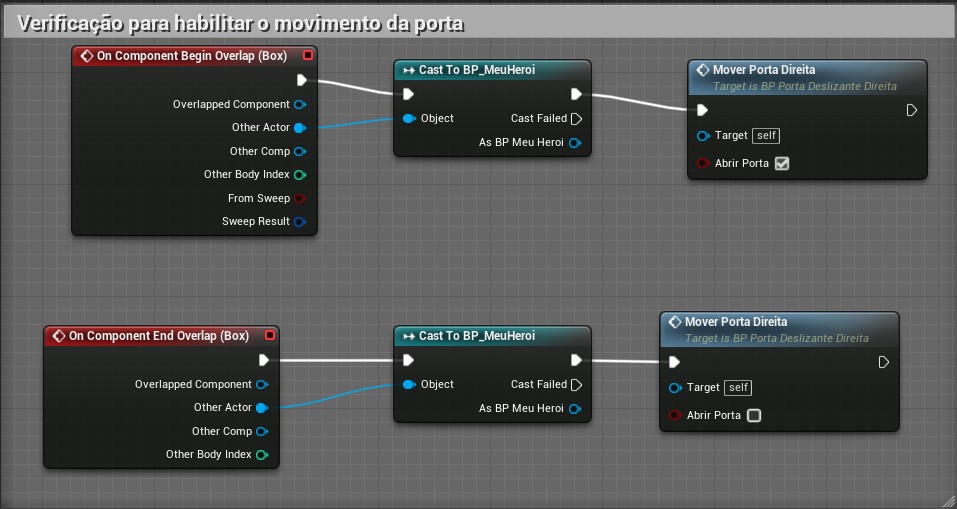 Verificação para habilitar o movimento da porta
On Component Begin Overlap (Box)
Overlapped Component
Other Actor
Other Comp
Other Body Index
From Sweep
Sweep Result
Cast To BP_MeuHeroi
Object
Cast Failed
As BP Meu Heroi
Mover Porta Direita
Target is BP Porta Deslizante Direita
Target self
Abrir Porta
On Component End Overlap (Box)
Overlapped Component
Other Actor
Other Comp
Other Body Index
Cast To BP_MeuHeroi
Object
Cast Failed
As BP Meu Heroi
Mover Porta Direita
Target is BP Porta Deslizante Direita
Target self
Abrir Porta